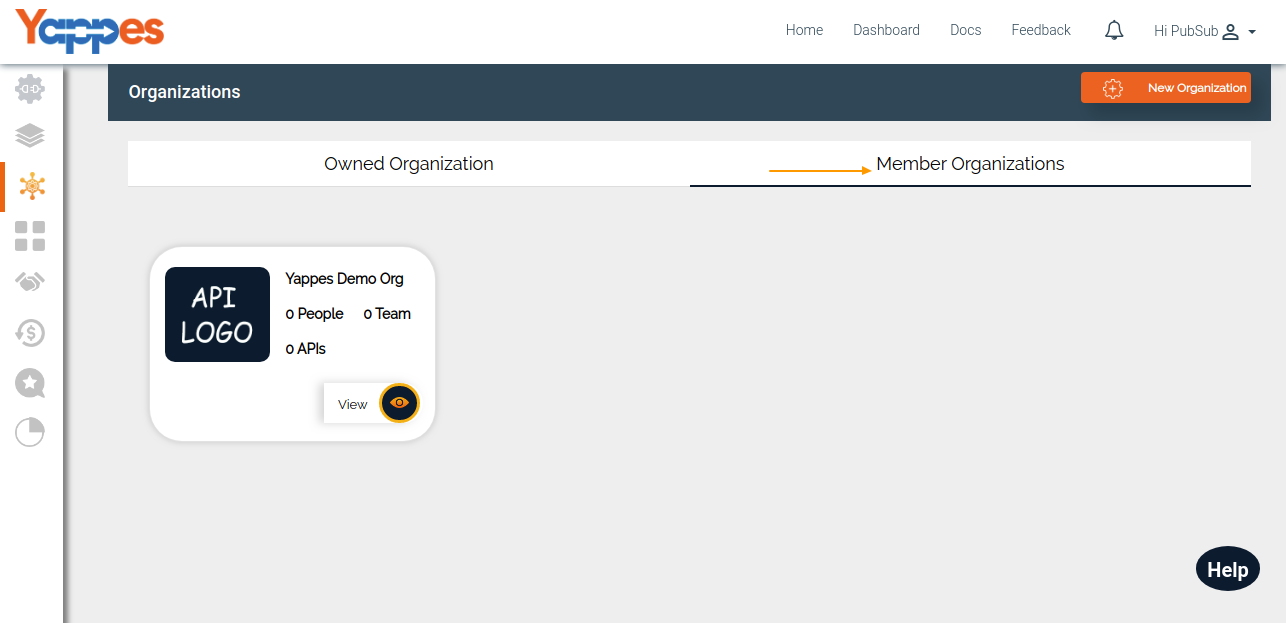 Yappes
Home Dashboard Docs Feedback Hi PubSub
Organizations
New Organization
Owned Organization Member Organizations
API
LOGO
Yappes Demo Org
0 People 0 Team
0 APIs
View
Help